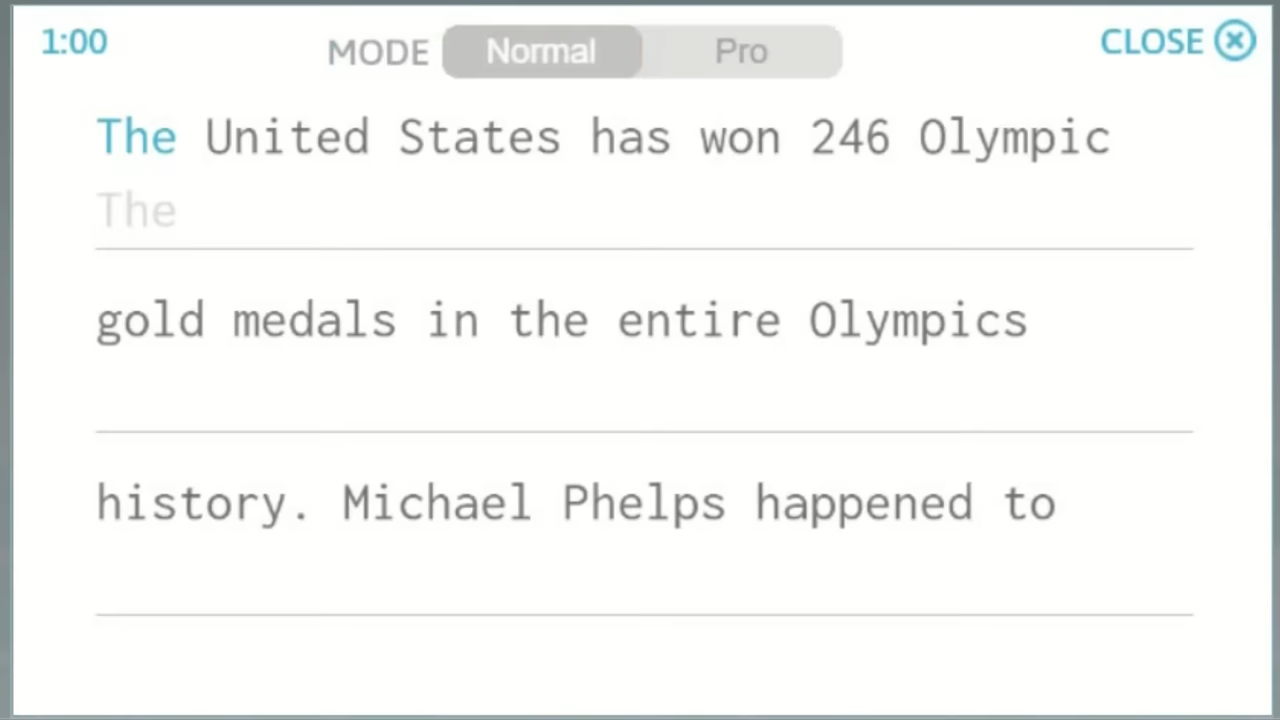 1:00 MODE Normal Pro CLOSE
The United States has won 246 Olympic
The
gold medals in the entire Olympics
history. Michael Phelps happened to